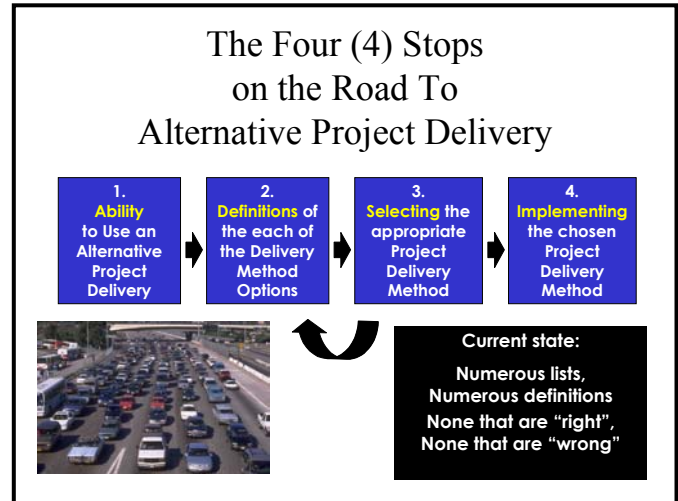 The Four (4) Stops
on the Road To
Alternative Project Delivery
1.
Ability
to Use an
Alternative
Project
Delivery
2.
Definitions of
the each of
the Delivery
Method
Options
3.
Selecting the
appropriate
Project
Delivery
Method
4.
Implementing
the chosen
Project
Delivery
Method
Current state:
Numerous lists,
Numerous definitions
None that are “right”,
None that are “wrong”